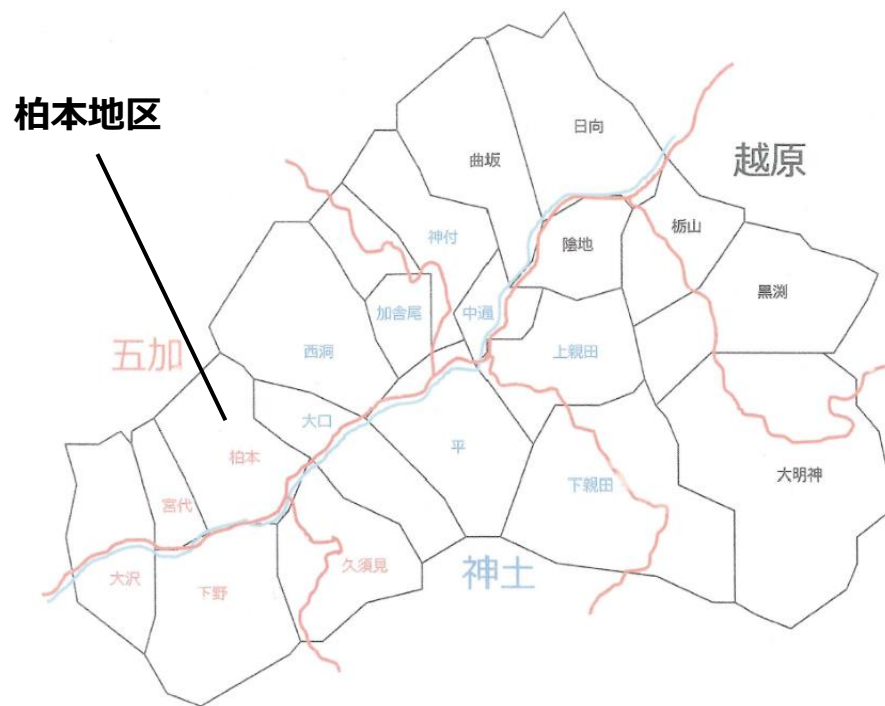 柏本地区
日向
曲坂
越原
栃山
神付
陰地
黒渕
加舎尾
中通
五加
西洞
上親田
大口
平
柏本
大明神
宮代
下親田
久須見
神土
大沢
下野